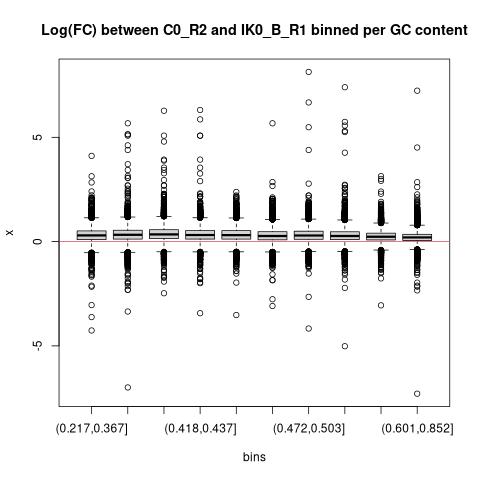 Log(FC) between C0_R2 and IK0_B_R1 binned per GC content
5
0
-5
x
(0.217,0.367]
(0.418,0.437]
(0.472,0.503]
(0.601,0.852]
bins